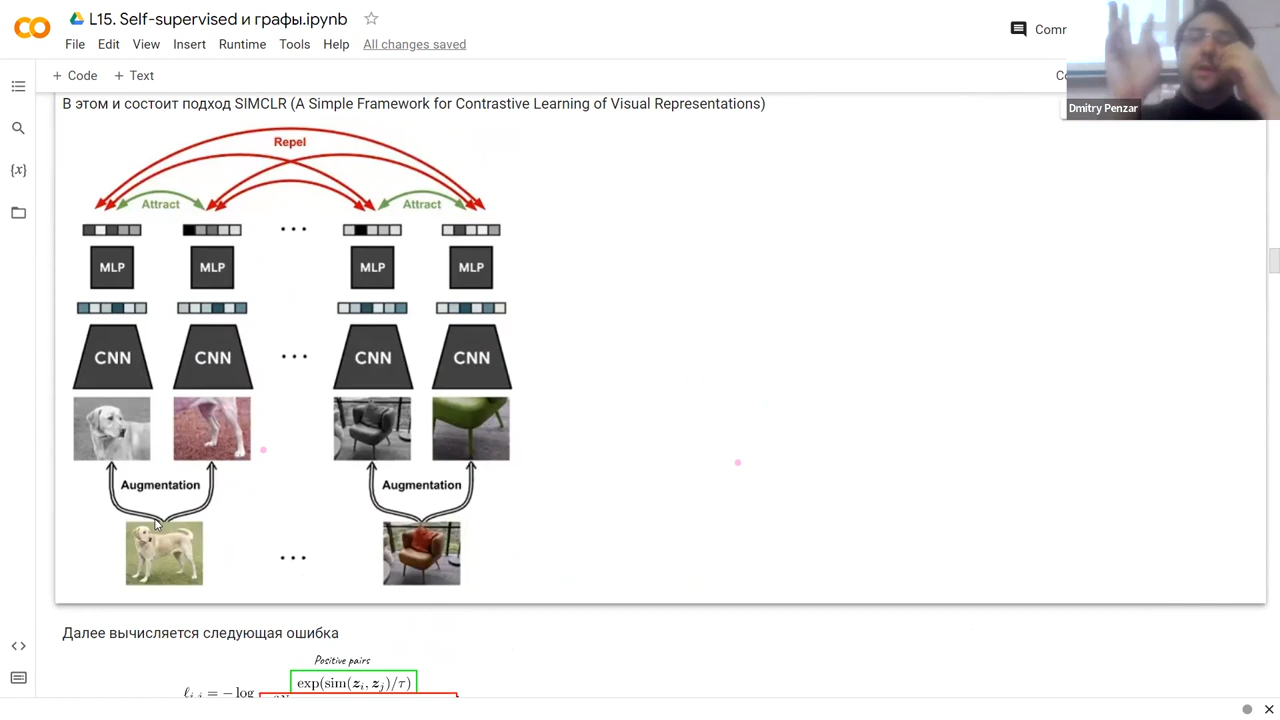 L15. Self-supervised и графы.ipynb
File Edit View Insert Runtime Tools Help All changes saved
Comr
+ Code + Text
Co
Dmitry Penzar
В этом и состоит подход SIMCLR (A Simple Framework for Contrastive Learning of Visual Representations)
Repel
Attract Attract
MLP MLP MLP MLP
CNN CNN ... CNN CNN
Augmentation Augmentation
Далее вычисляется следующая ошибка
Positive pairs
exp(sim(z_i, z_j)/τ)
ℓ_i,j = − log